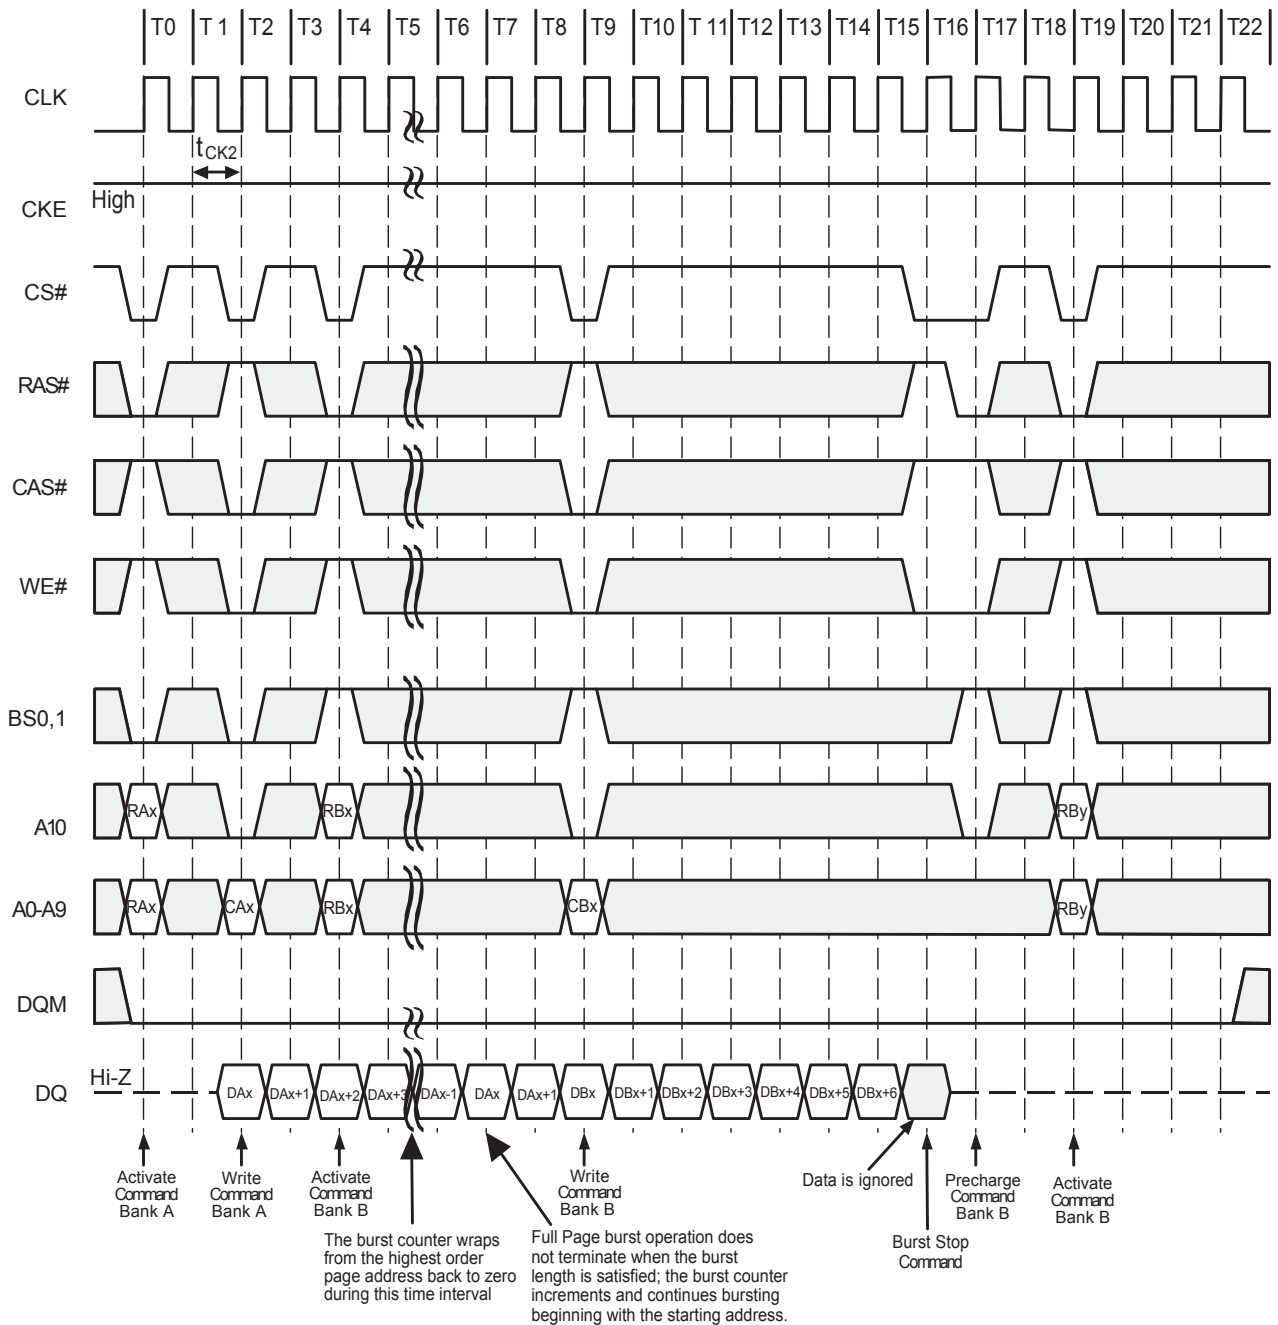 T0 T 1 T2 T3 T4 T5 T6 T7 T8 T9 T10 T 11 T12 T13 T14 T15 T16 T17 T18 T19 T20 T21 T22
CLK
tCK2
CKE
High
CS#
RAS#
CAS#
WE#
BS0,1
A10
RAx RBx RBy
A0-A9
RAx CAx RBx CBx RBy
DQM
DQ
Hi-Z
DAx DAx+1 DAx+2 DAx+3 DAx-1 DAx DAx+1 DBx DBx+1 DBx+2 DBx+3 DBx+4 DBx+5 DBx+6
Activate
Command
Bank A
Write
Command
Bank A
Activate
Command
Bank B
The burst counter wraps
from the highest order
page address back to zero
during this time interval
Full Page burst operation does
not terminate when the burst
length is satisfied; the burst counter
increments and continues bursting
beginning with the starting address.
Write
Command
Bank B
Data is ignored
Burst Stop
Command
Precharge
Command
Bank B
Activate
Command
Bank B